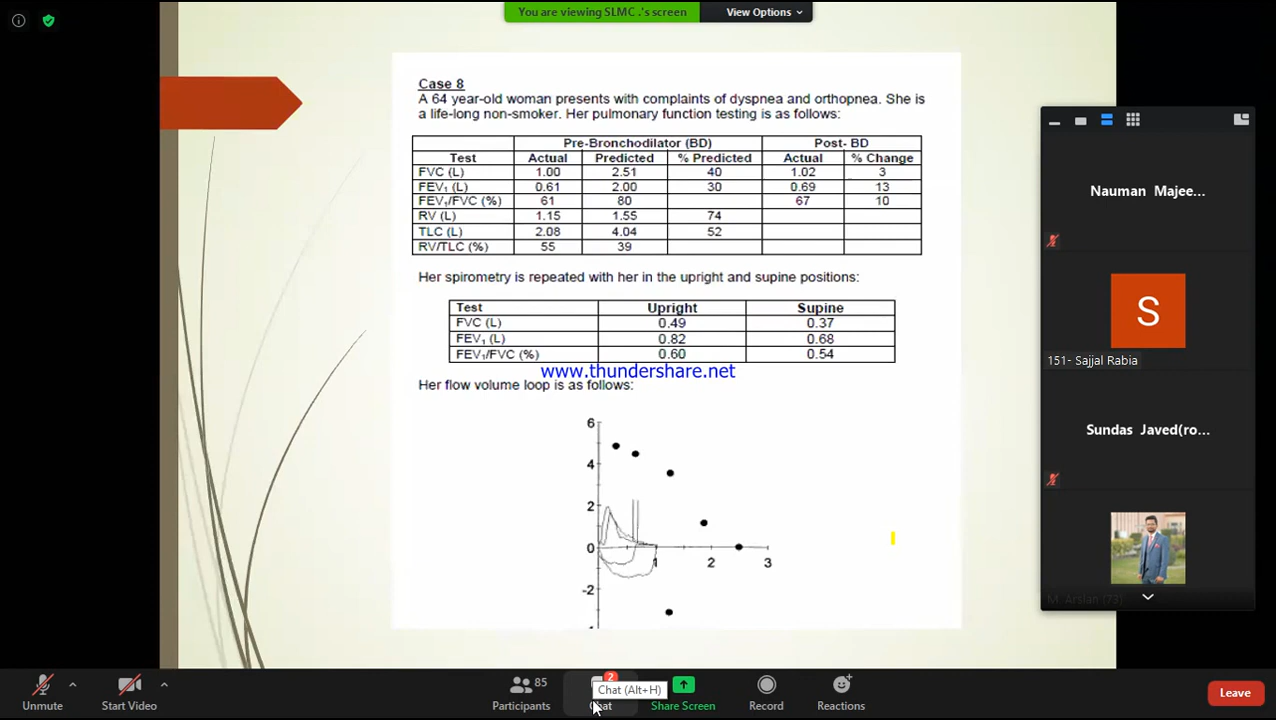 You are viewing SLMC .'s screen
View Options
Case 8
A 64 year-old woman presents with complaints of dyspnea and orthopnea. She is
a life-long non-smoker. Her pulmonary function testing is as follows:
Pre-Bronchodilator (BD) Post- BD
Test Actual Predicted % Predicted Actual % Change
FVC (L) 1.00 2.51 40 1.02 3
FEV₁ (L) 0.61 2.00 30 0.69 13
FEV₁/FVC (%) 61 80 67 10
RV (L) 1.15 1.55 74
TLC (L) 2.08 4.04 52
RV/TLC (%) 55 39
Her spirometry is repeated with her in the upright and supine positions:
Test Upright Supine
FVC (L) 0.49 0.37
FEV₁ (L) 0.82 0.68
FEV₁/FVC (%) 0.60 0.54
www.thundershare.net
Her flow volume loop is as follows:
6
4
2
0
1 2 3
-2
Nauman Majee...
S
151- Sajjal Rabia
Sundas Javed(ro...
M. Arslan (73)
Unmute
Start Video
85
Participants
2
Chat (Alt+H)
Chat
Share Screen
Record
Reactions
Leave